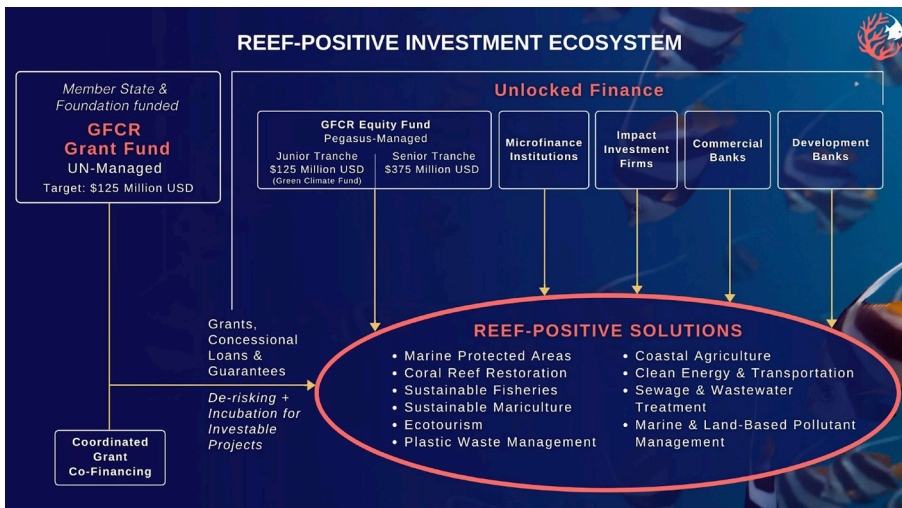 REEF-POSITIVE INVESTMENT ECOSYSTEM
Member State &
Foundation funded
GFCR
Grant Fund
UN-Managed
Target: $125 Million USD
Unlocked Finance
GFCR Equity Fund
Pegasus-Managed
Junior Tranche
$125 Million USD
(Green Climate Fund)
Senior Tranche
$375 Million USD
Microfinance
Institutions
Impact
Investment
Firms
Commercial
Banks
Development
Banks
Grants,
Concessional
Loans &
Guarantees
De-risking +
Incubation for
Investable
Projects
Coordinated
Grant
Co-Financing
REEF-POSITIVE SOLUTIONS
• Marine Protected Areas
• Coral Reef Restoration
• Sustainable Fisheries
• Sustainable Mariculture
• Ecotourism
• Plastic Waste Management
• Coastal Agriculture
• Clean Energy & Transportation
• Sewage & Wastewater
Treatment
• Marine & Land-Based Pollutant
Management